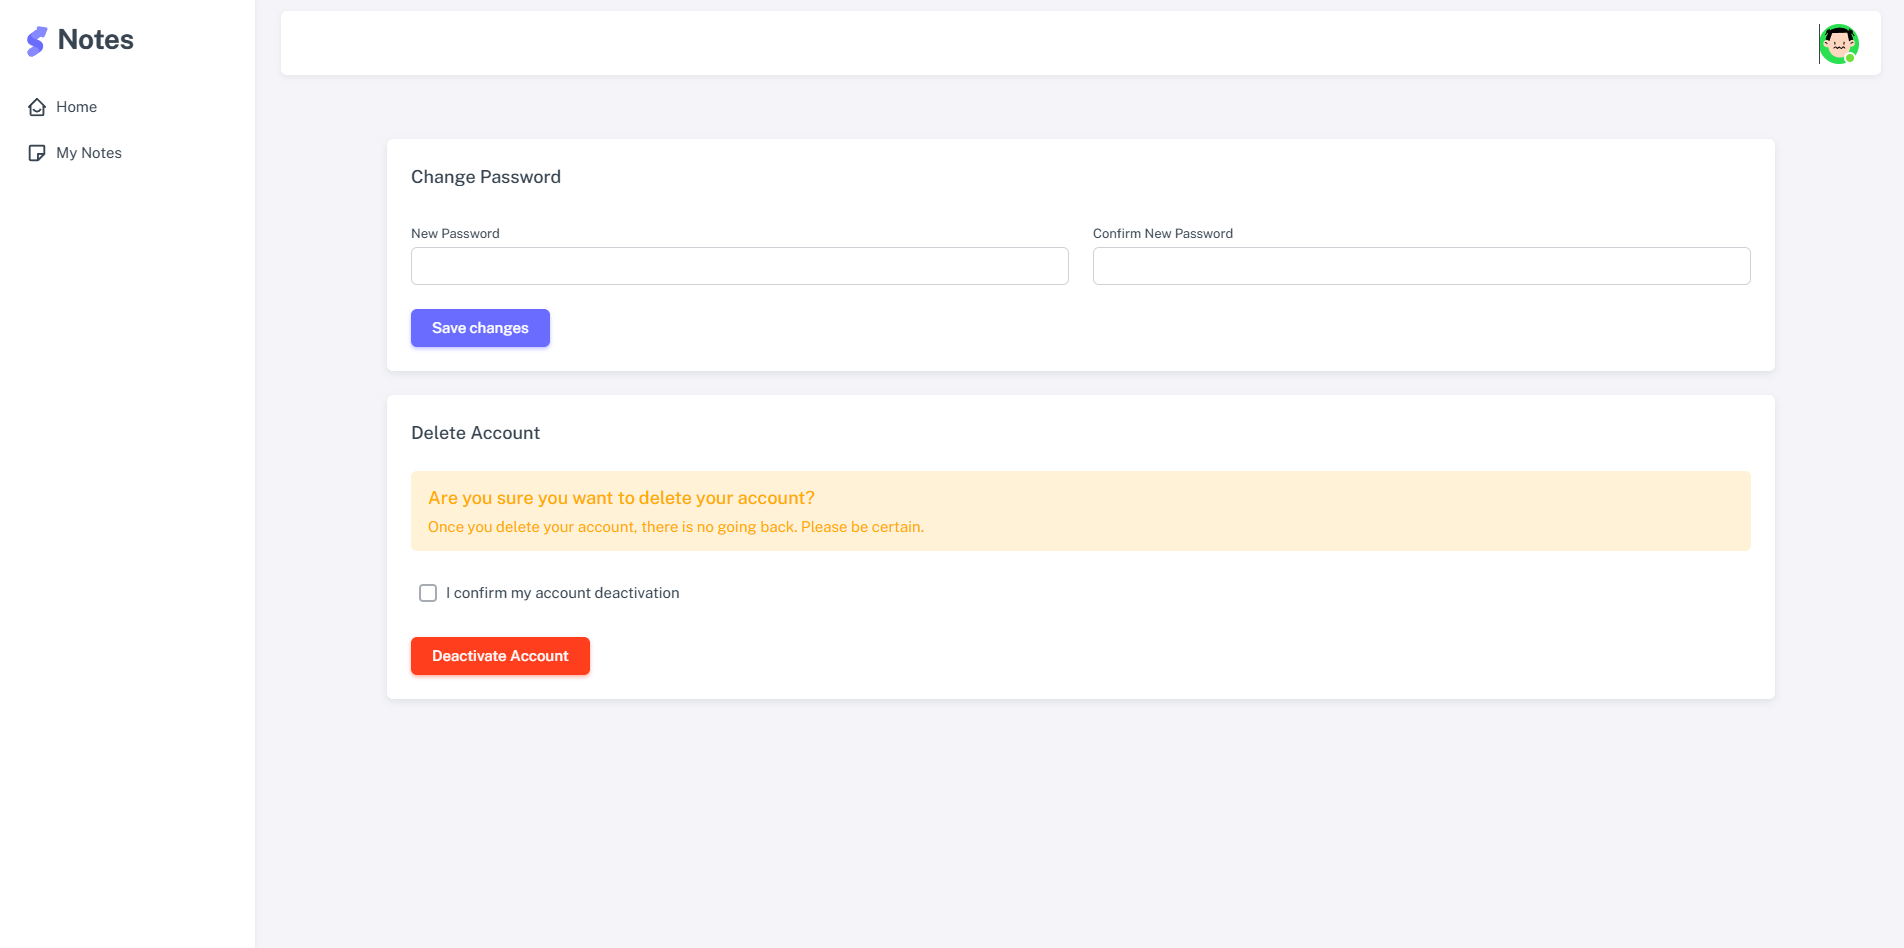 Notes
Home
My Notes
Change Password
New Password
Confirm New Password
Save changes
Delete Account
Are you sure you want to delete your account?
Once you delete your account, there is no going back. Please be certain.
I confirm my account deactivation
Deactivate Account